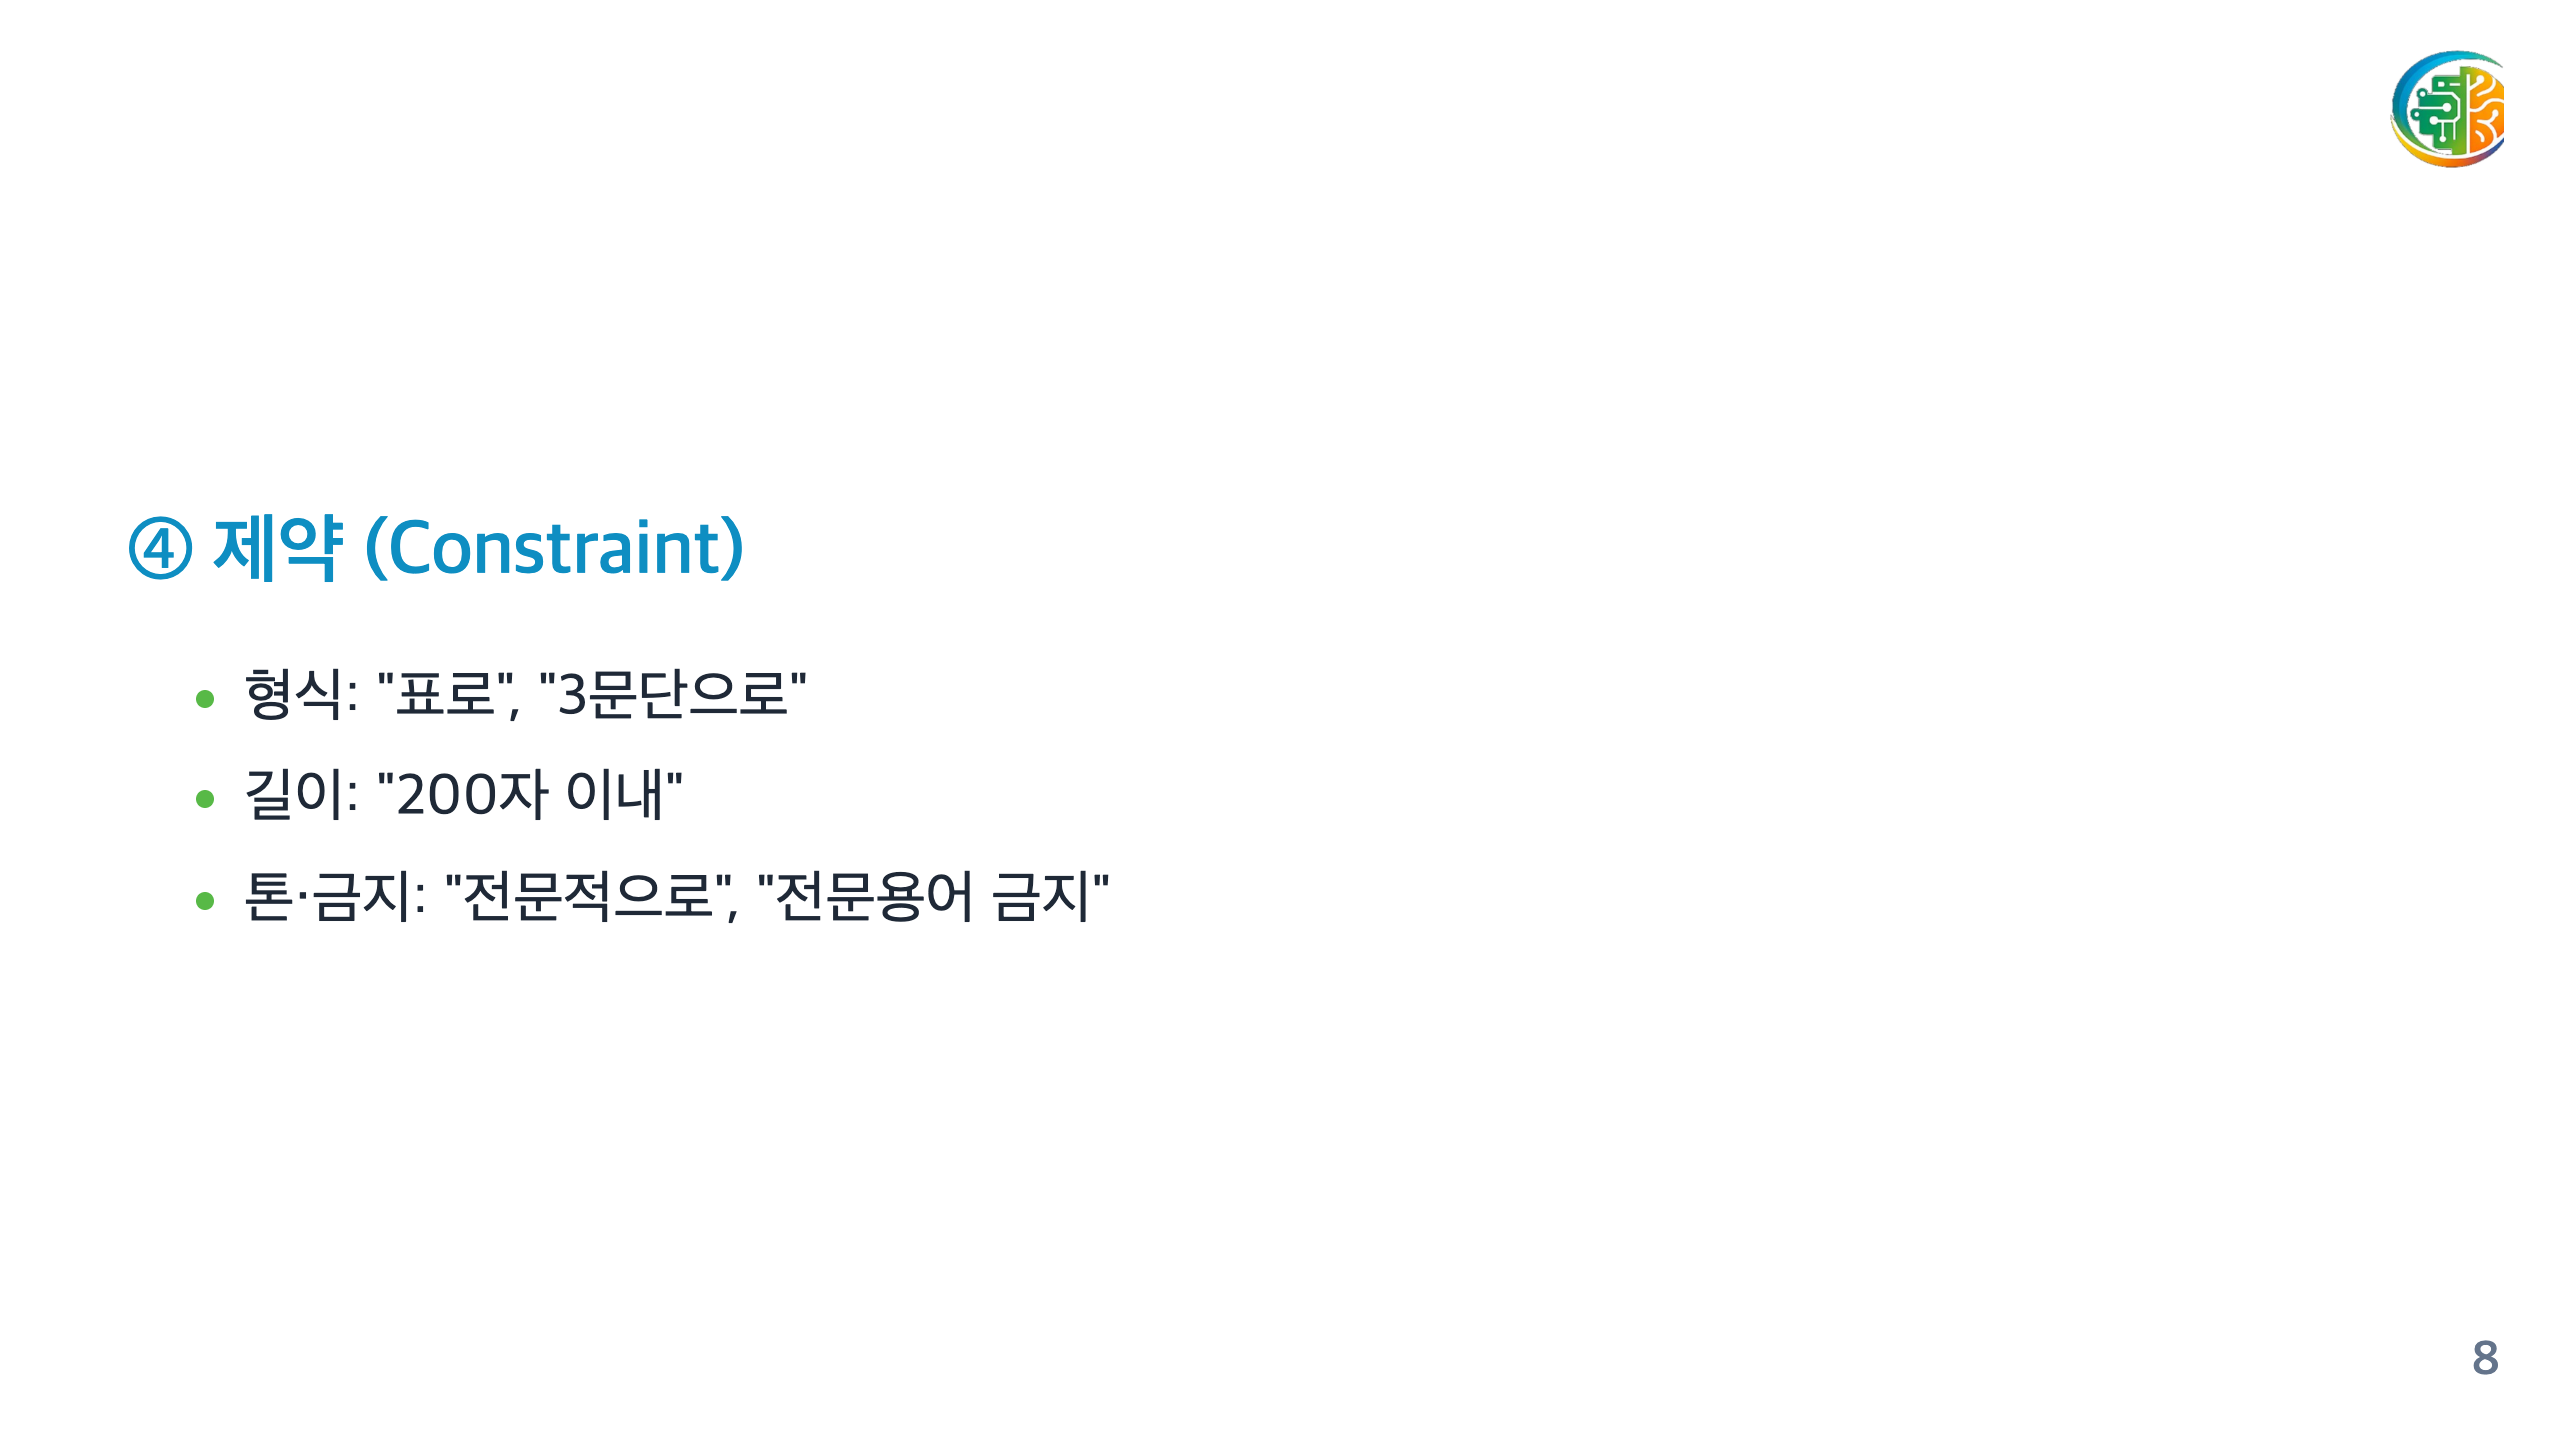 ④ 제약 (Constraint)
• 형식: "표로", "3문단으로"
• 길이: "200자 이내"
• 톤·금지: "전문적으로", "전문용어 금지"
8